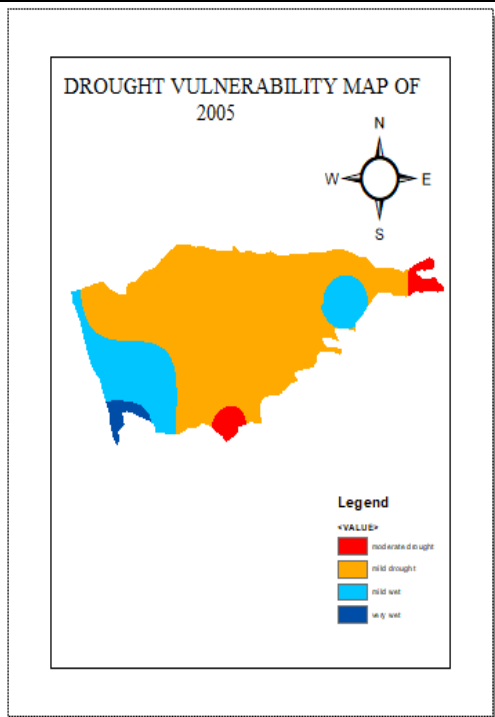 DROUGHT VULNERABILITY MAP OF
2005
N
W E
S
Legend
<VALUE>
moderate drought
mild drought
mild wet
very wet